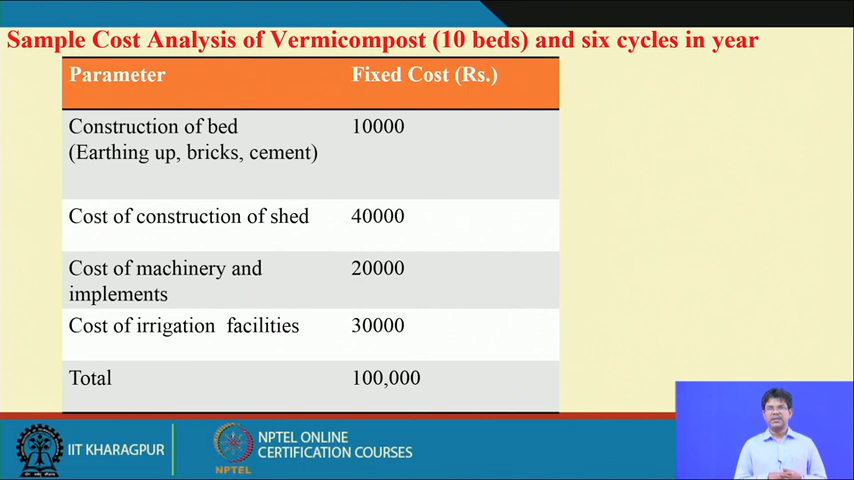 Sample Cost Analysis of Vermicompost (10 beds) and six cycles in year
Parameter Fixed Cost (Rs.)
Construction of bed 10000
(Earthing up, bricks, cement)
Cost of construction of shed 40000
Cost of machinery and 20000
implements
Cost of irrigation facilities 30000
Total 100,000
IIT KHARAGPUR
NPTEL
NPTEL ONLINE
CERTIFICATION COURSES